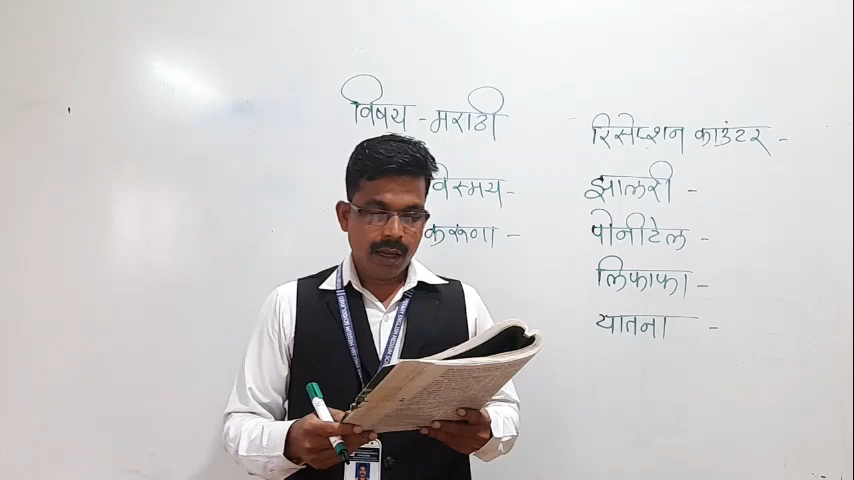 विषय - मराठी
विस्मय -
करूणा -
रिसेप्शन काउंटर -
झालरी -
पोनीटेल -
लिफाफा -
यातना -